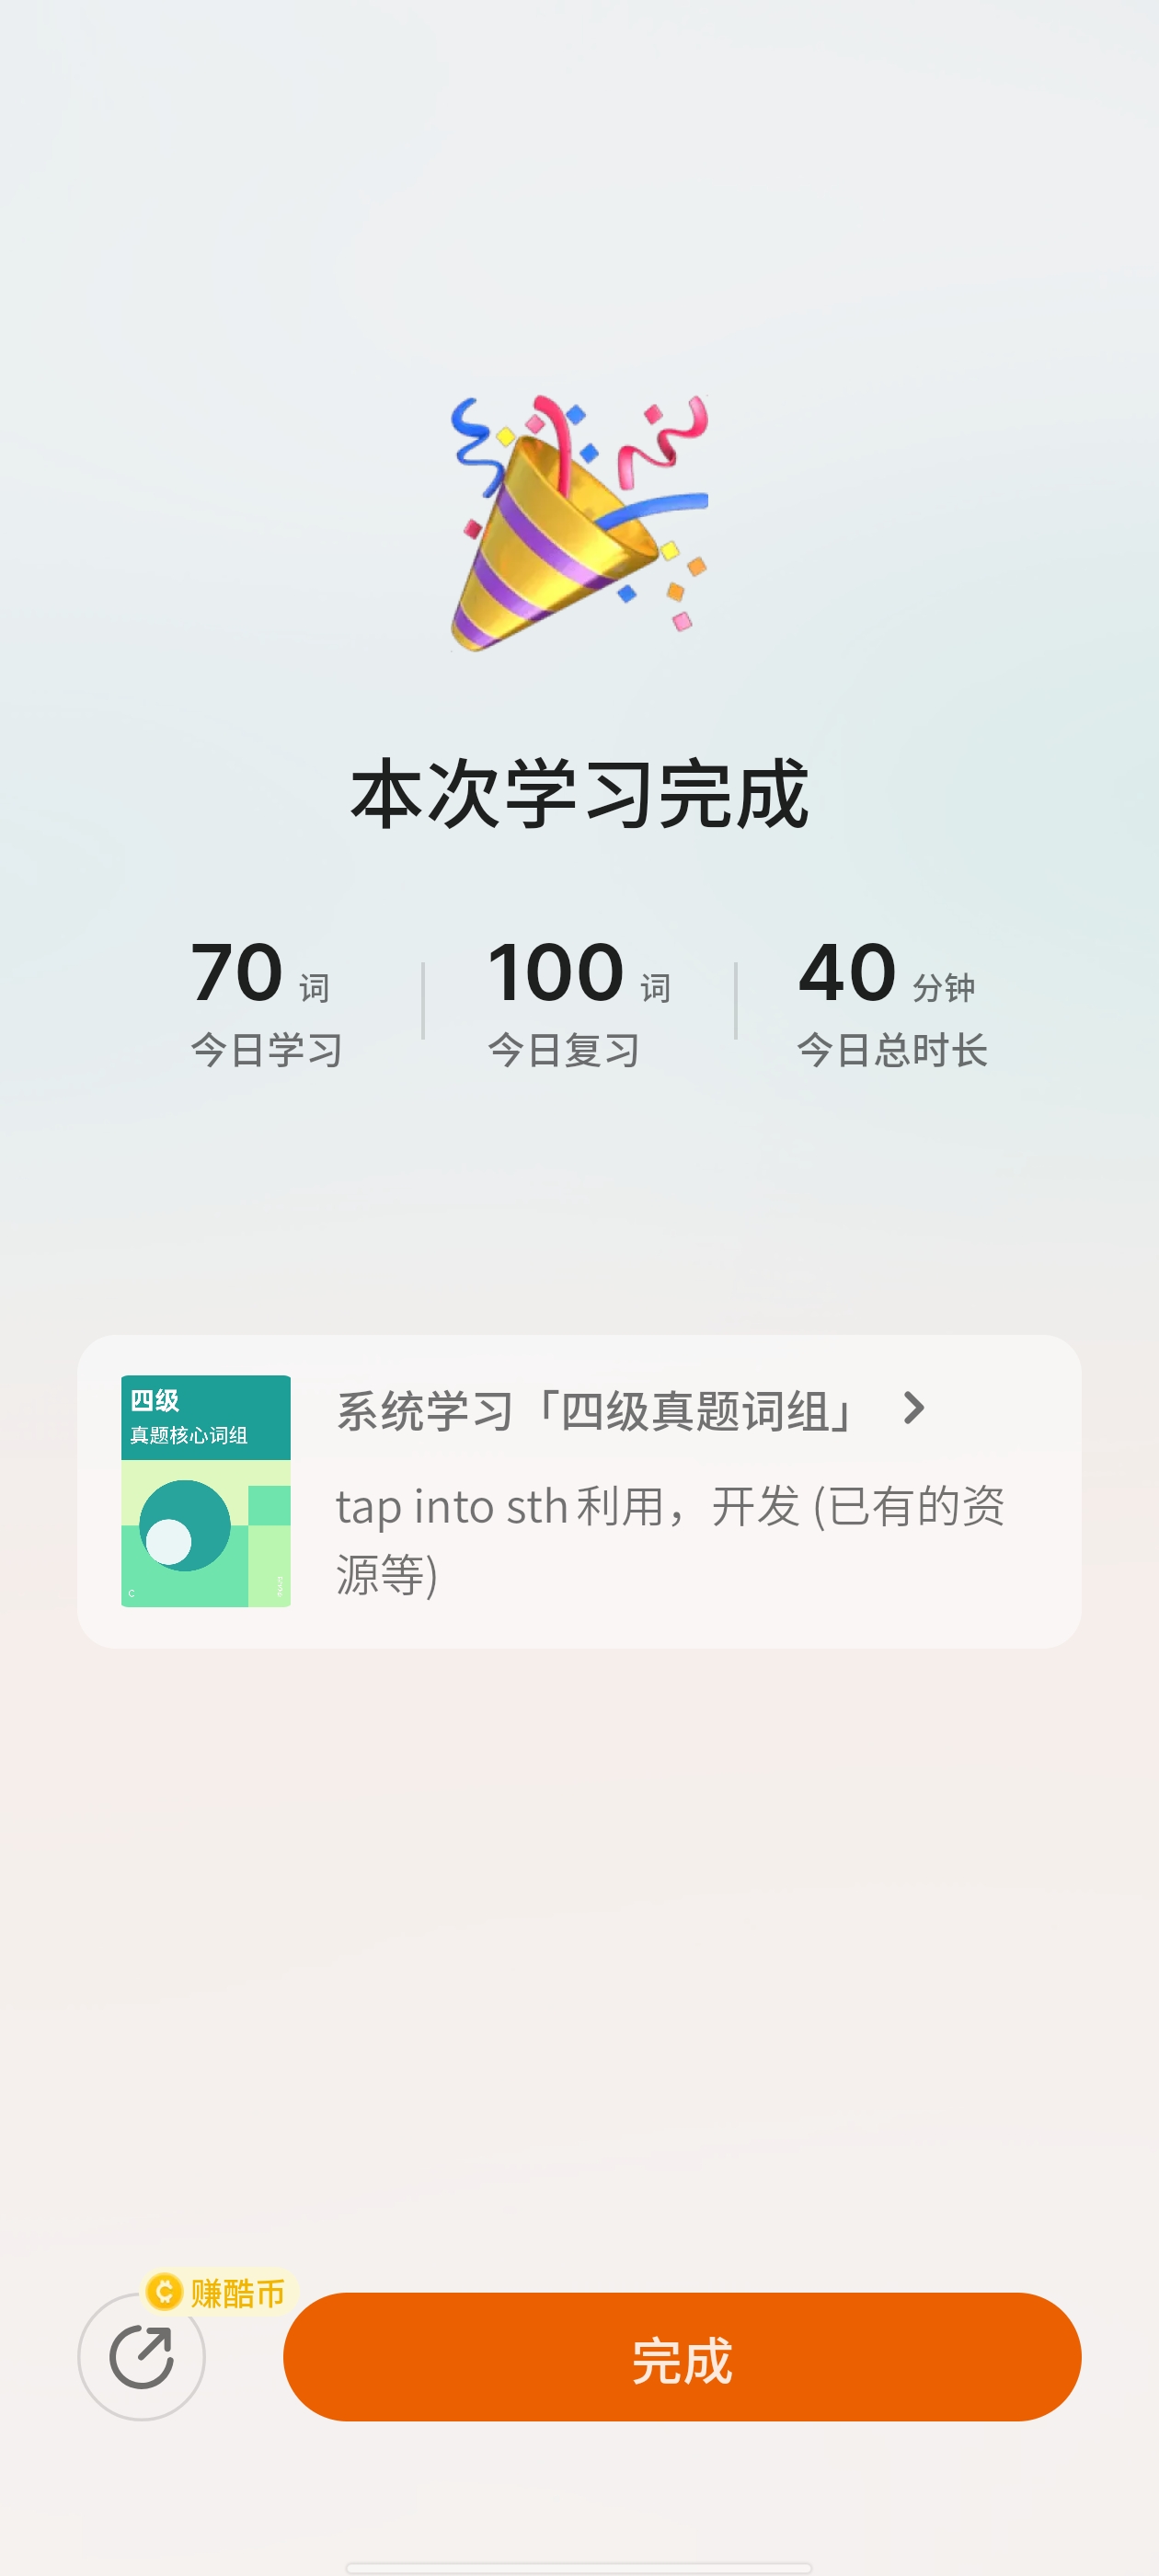 本次学习完成
70 词
今日学习
100 词
今日复习
40 分钟
今日总时长
四级
真题核心词组
系统学习「四级真题词组」
tap into sth 利用，开发 (已有的资
源等)
赚酷币
完成